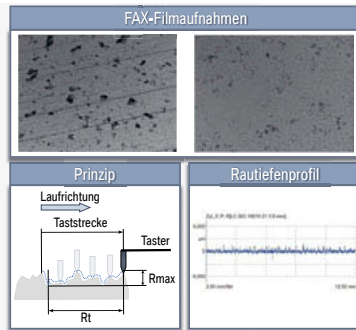 FAX-Filmaufnahmen
Prinzip
Laufrichtung
Taststrecke
Taster
Rmax
Rt
Rautiefenprofil